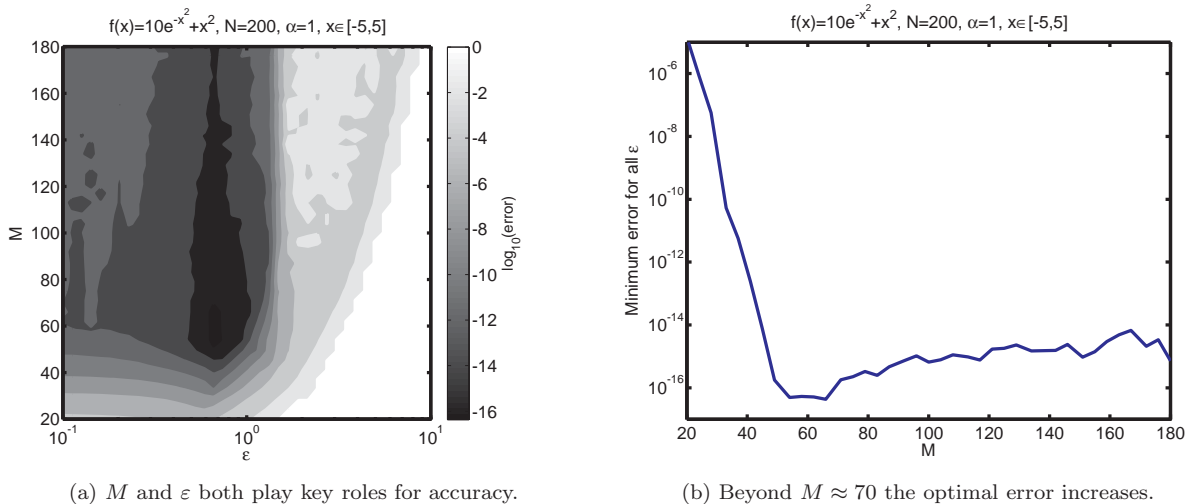 f(x)=10e^{-x^2}+x^2, N=200, α=1, x∈[-5,5]
180
160
140
120
100
80
60
40
20
M
10^{-1}
10^0
10^1
ε
0
-2
-4
-6
-8
-10
-12
-14
-16
log_{10}(error)
(a) M and ε both play key roles for accuracy.
f(x)=10e^{-x^2}+x^2, N=200, α=1, x∈[-5,5]
10^{-6}
10^{-8}
10^{-10}
10^{-12}
10^{-14}
10^{-16}
Minimum error for all ε
20 40 60 80 100 120 140 160 180
M
(b) Beyond M ≈ 70 the optimal error increases.